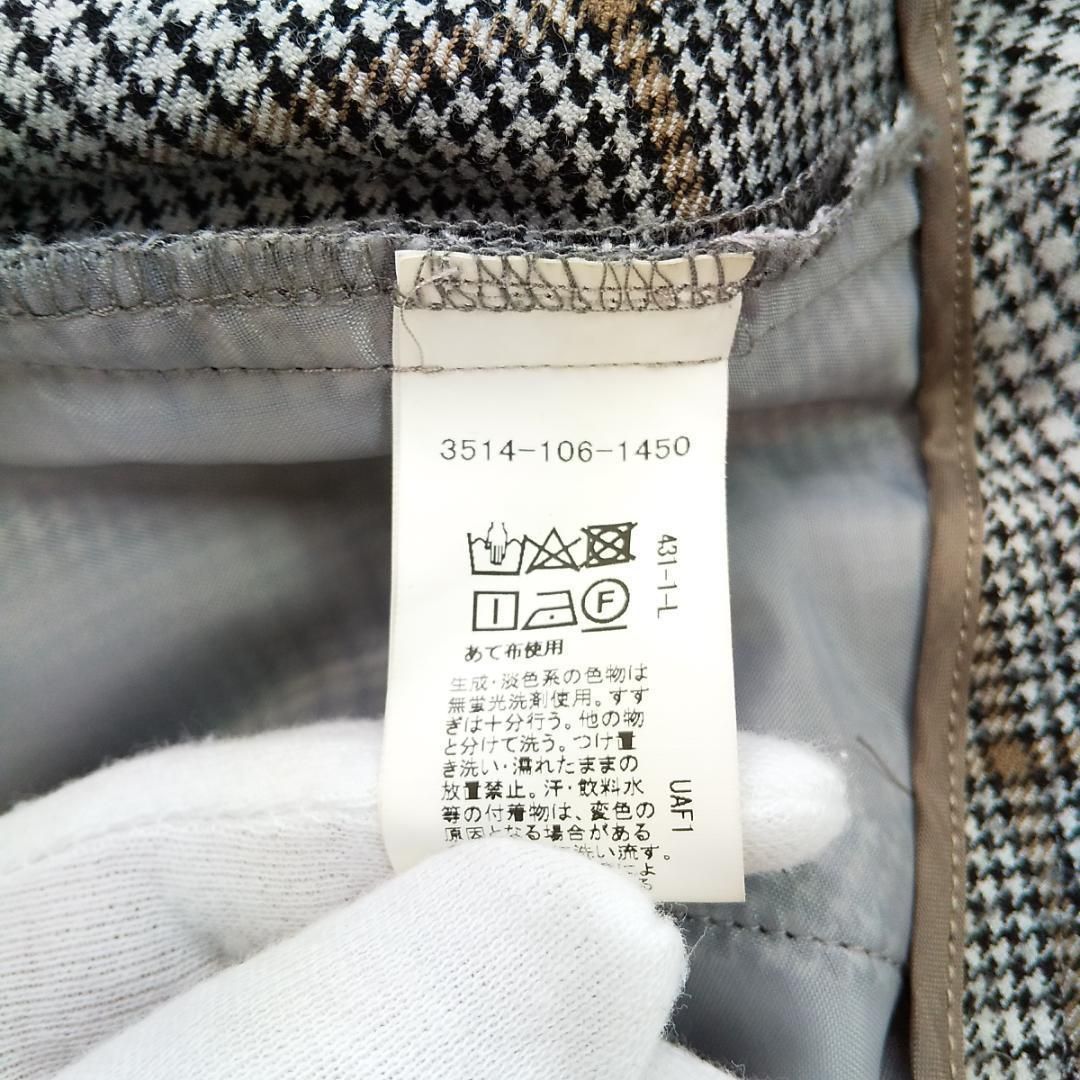 3514-106-1450
431-1-L
F
あて布使用
生成・淡色系の色物は
無蛍光洗剤使用。すす
ぎは十分行う。他の物
と分けて洗う。つけ置
き洗い・濡れたままの
放置禁止。汗・飲料水
等の付着物は、変色の
原因となる場合がある
洗い流す。
UAF1